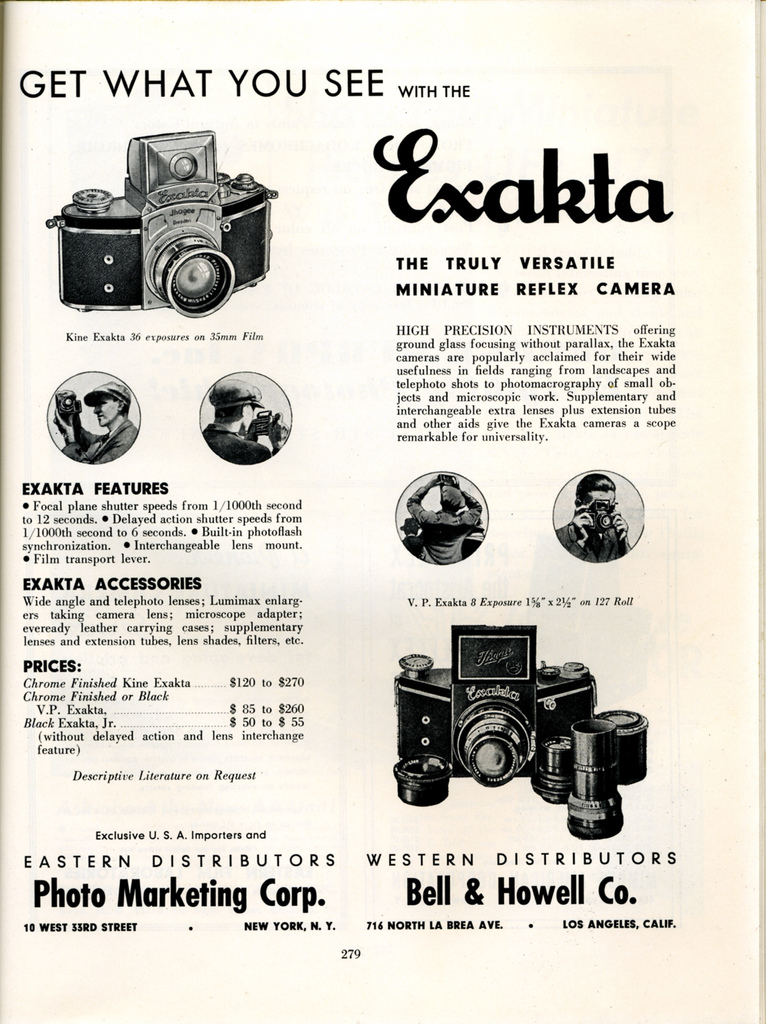 GET WHAT YOU SEE WITH THE
Exakta
THE TRULY VERSATILE
MINIATURE REFLEX CAMERA
Exakta
Jhagee
Dresden
Kine Exakta 36 exposures on 35mm Film
HIGH PRECISION INSTRUMENTS offering
ground glass focusing without parallax, the Exakta
cameras are popularly acclaimed for their wide
usefulness in fields ranging from landscapes and
telephoto shots to photomacrography of small ob-
jects and microscopic work. Supplementary and
interchangeable extra lenses plus extension tubes
and other aids give the Exakta cameras a scope
remarkable for universality.
EXAKTA FEATURES
• Focal plane shutter speeds from 1/1000th second
to 12 seconds. • Delayed action shutter speeds from
1/1000th second to 6 seconds. • Built-in photoflash
synchronization. • Interchangeable lens mount.
• Film transport lever.
EXAKTA ACCESSORIES
Wide angle and telephoto lenses; Lumimax enlarg-
ers taking camera lens; microscope adapter;
eveready leather carrying cases; supplementary
lenses and extension tubes, lens shades, filters, etc.
PRICES:
Chrome Finished Kine Exakta .......... $120 to $270
Chrome Finished or Black
V.P. Exakta, .......... $ 85 to $260
Black Exakta, Jr. .......... $ 50 to $ 55
(without delayed action and lens interchange
feature)
Descriptive Literature on Request
V. P. Exakta 8 Exposure 1⅝" x 2½" on 127 Roll
Jhagee
Exakta
Exclusive U. S. A. Importers and
EASTERN DISTRIBUTORS
Photo Marketing Corp.
10 WEST 33RD STREET • NEW YORK, N. Y.
WESTERN DISTRIBUTORS
Bell & Howell Co.
716 NORTH LA BREA AVE. • LOS ANGELES, CALIF.
279